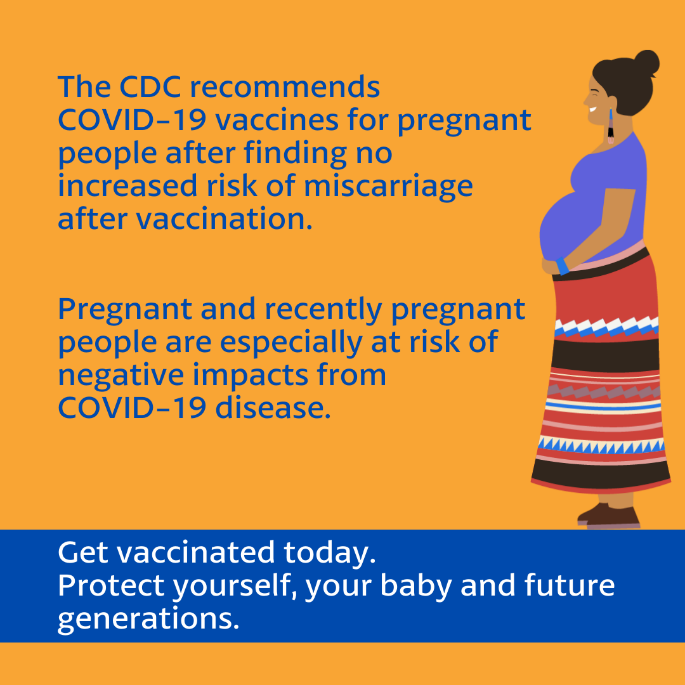 The CDC recommends
COVID-19 vaccines for pregnant
people after finding no
increased risk of miscarriage
after vaccination.
Pregnant and recently pregnant
people are especially at risk of
negative impacts from
COVID-19 disease.
Get vaccinated today.
Protect yourself, your baby and future
generations.